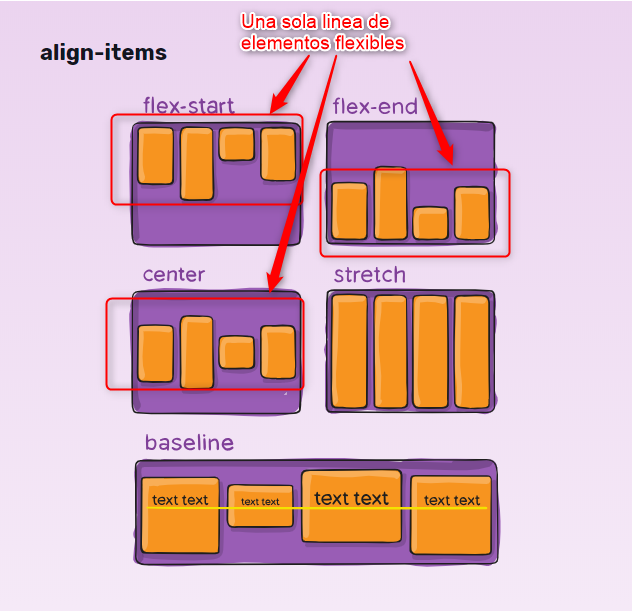 Una sola linea de
elementos flexibles
align-items
flex-start
flex-end
center
stretch
baseline
text text
text text
text text
text text